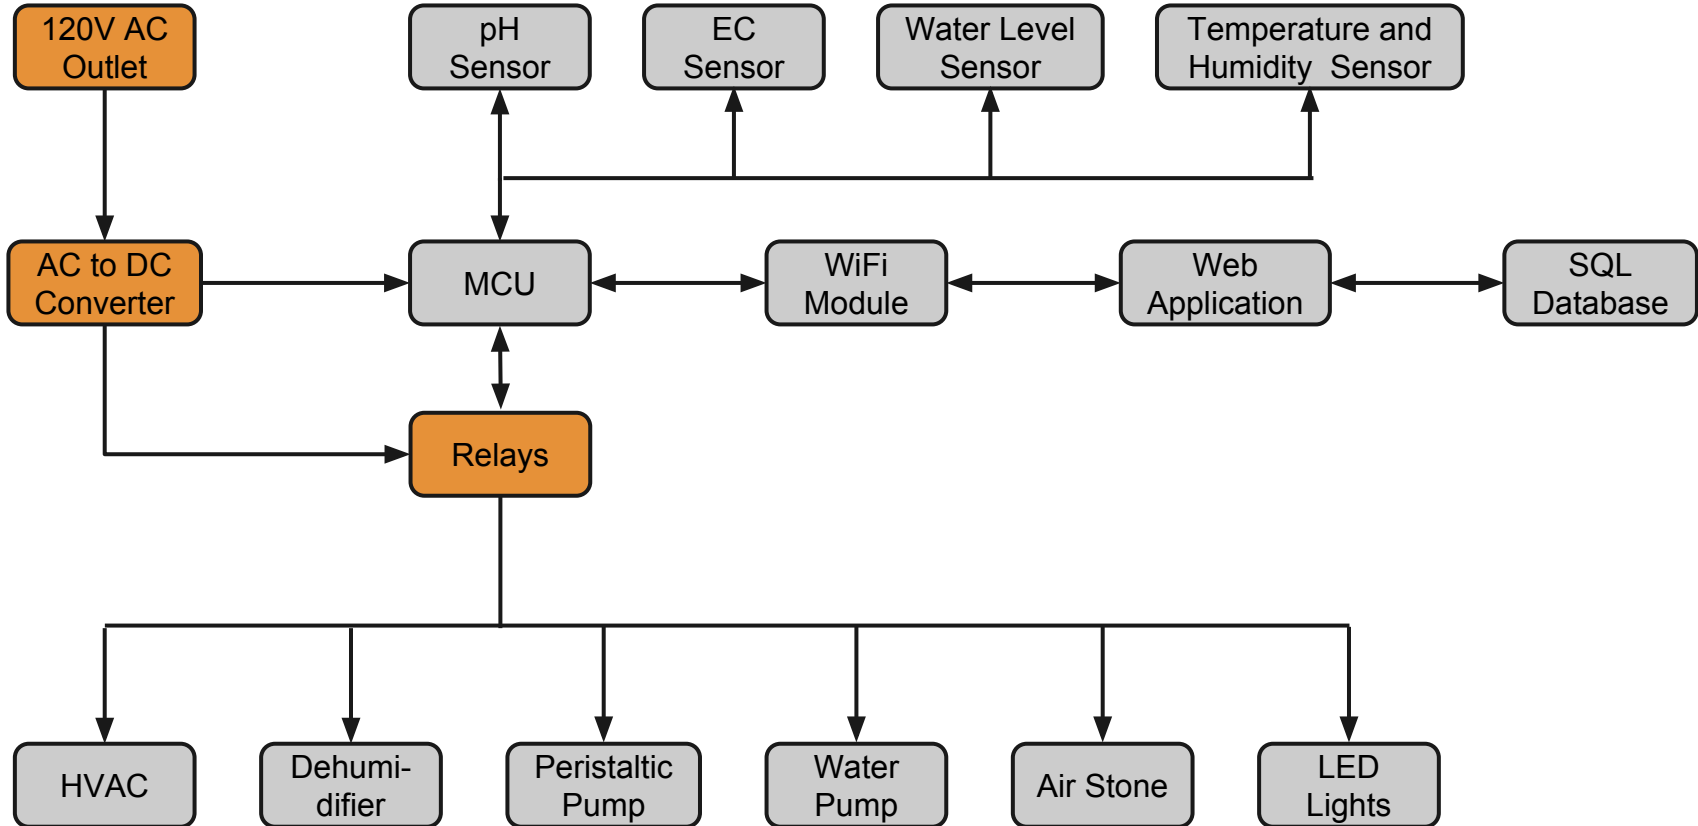 120V AC
Outlet
pH
Sensor
EC
Sensor
Water Level
Sensor
Temperature and
Humidity  Sensor
AC to DC
Converter
MCU
WiFi
Module
Web
Application
SQL
Database
Relays
HVAC
Dehumi-
difier
Peristaltic
Pump
Water
Pump
Air Stone
LED
Lights